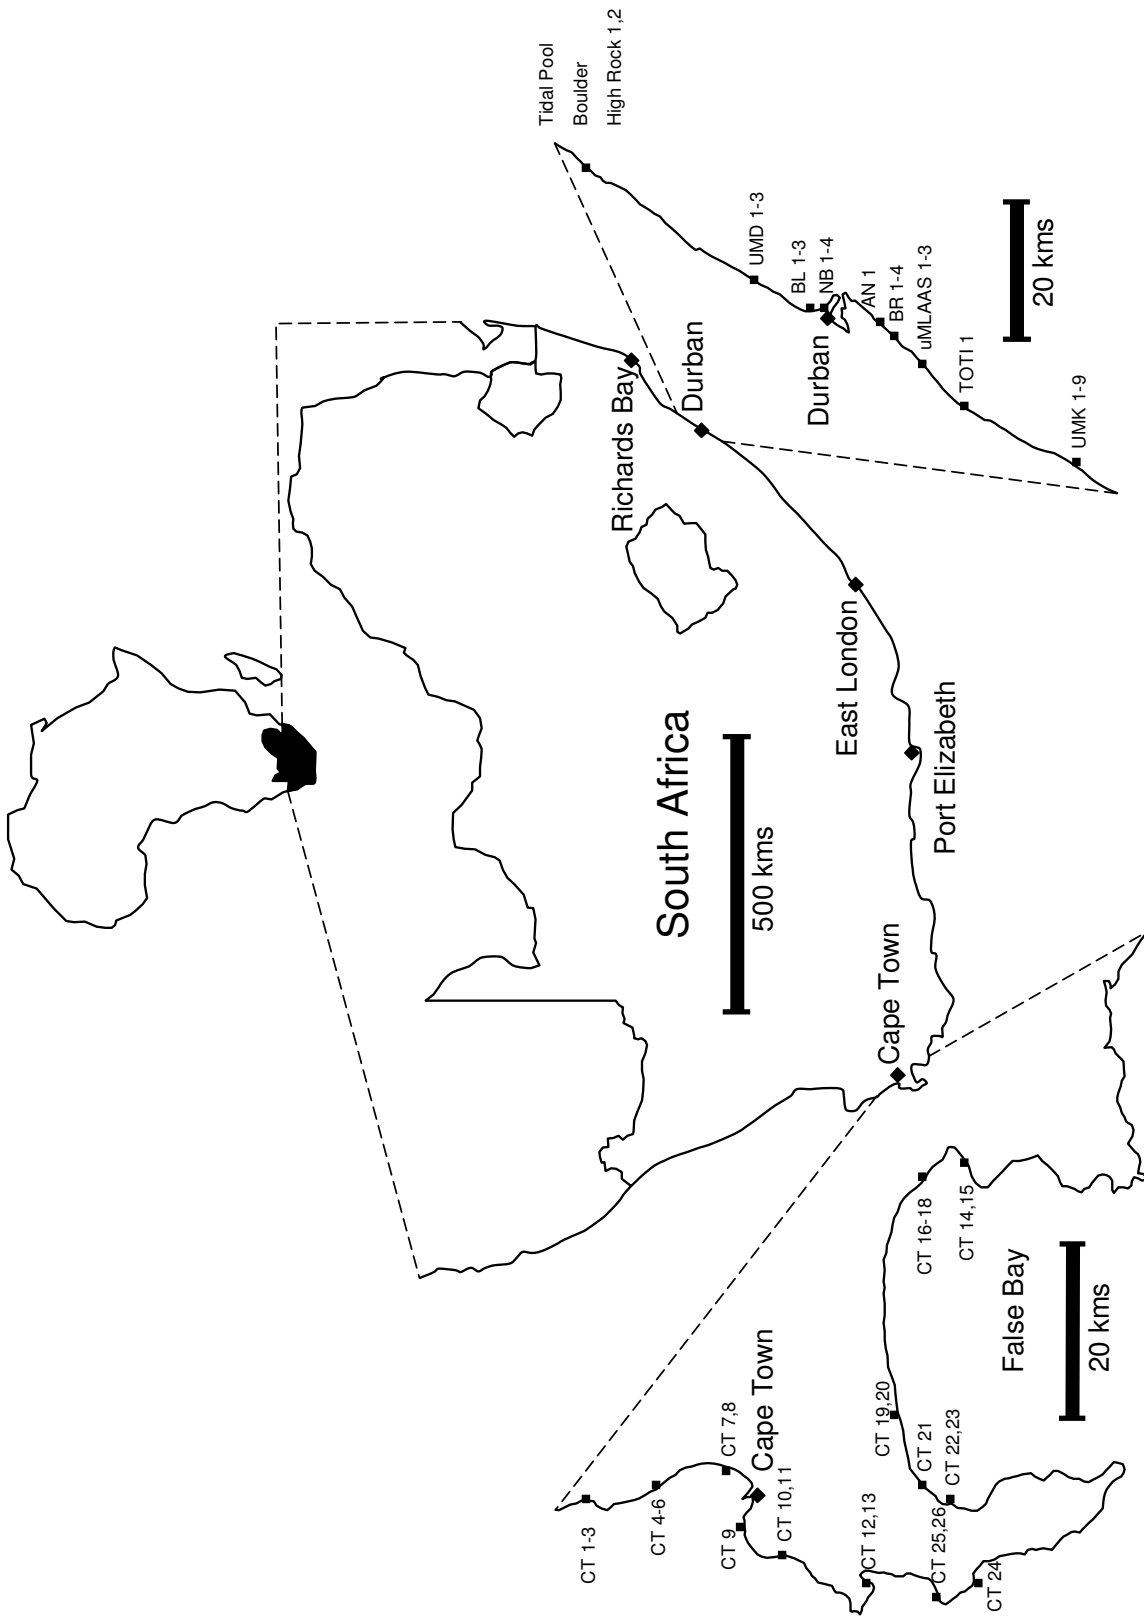 Tidal Pool
Boulder
High Rock 1,2
UMD 1-3
BL 1-3
NB 1-4
Durban
AN 1
BR 1-4
uMLAAS 1-3
TOTI 1
UMK 1-9
20 kms
Richards Bay
Durban
East London
Port Elizabeth
South Africa
500 kms
Cape Town
CT 1-3
CT 4-6
CT 7,8
Cape Town
CT 9
CT 10,11
CT 12,13
CT 19,20
CT 21
CT 22,23
CT 25,26
CT 24
CT 16-18
CT 14,15
False Bay
20 kms